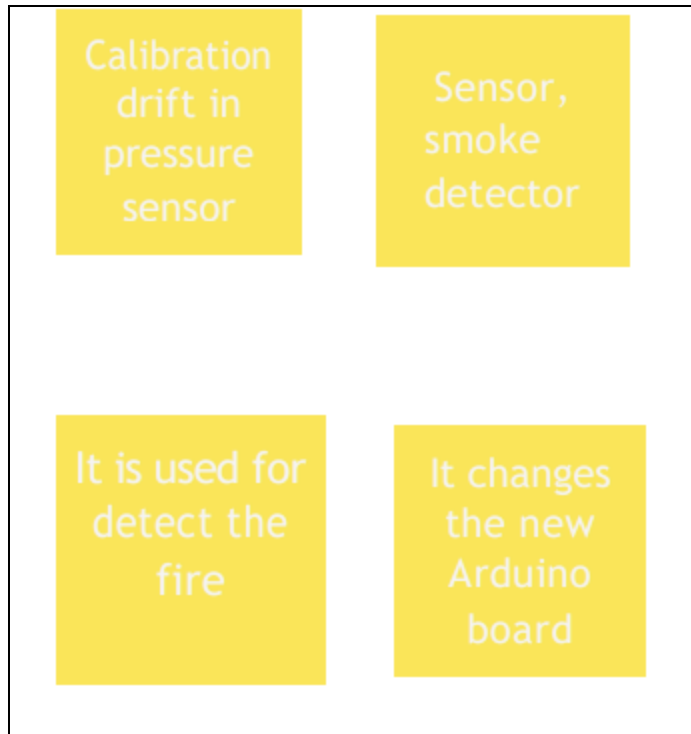 Calibration
drift in
pressure
sensor
Sensor,
smoke
detector
It is used for
detect the
fire
It changes
the new
Arduino
board